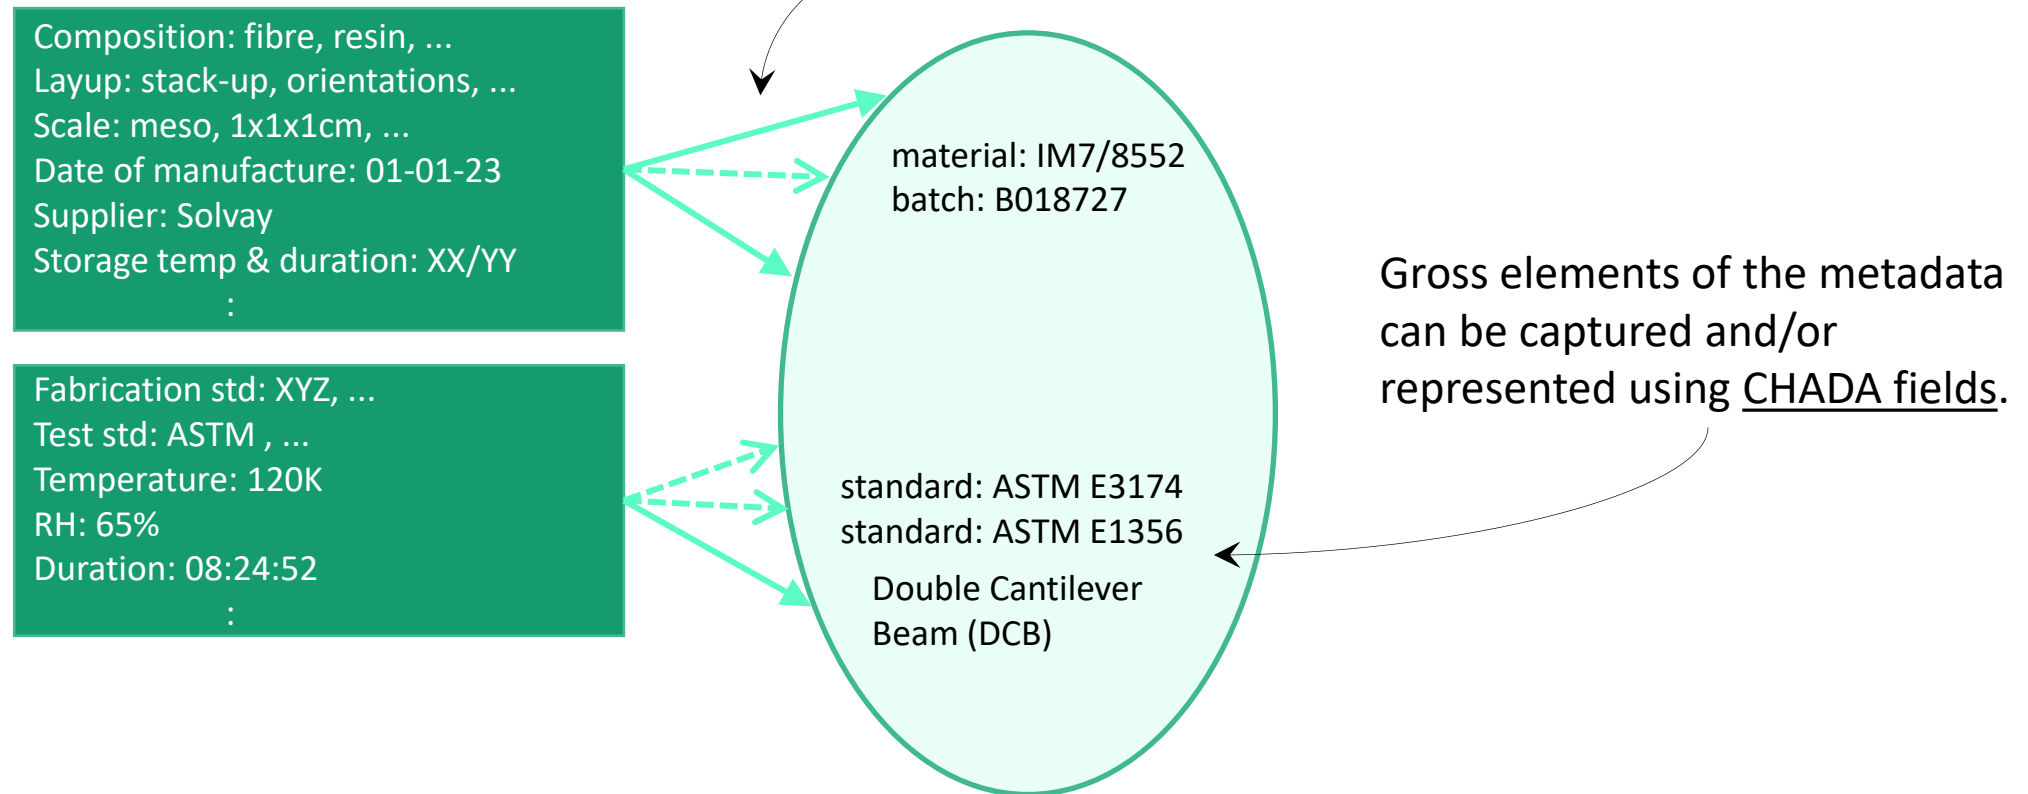 Composition: fibre, resin, ...
Layup: stack-up, orientations, ...
Scale: meso, 1x1x1cm, ...
Date of manufacture: 01-01-23
Supplier: Solvay
Storage temp & duration: XX/YY
:
Fabrication std: XYZ, ...
Test std: ASTM , ...
Temperature: 120K
RH: 65%
Duration: 08:24:52
:
material: IM7/8552
batch: B018727
standard: ASTM E3174
standard: ASTM E1356
Double Cantilever
Beam (DCB)
Gross elements of the metadata
can be captured and/or
represented using CHADA fields.